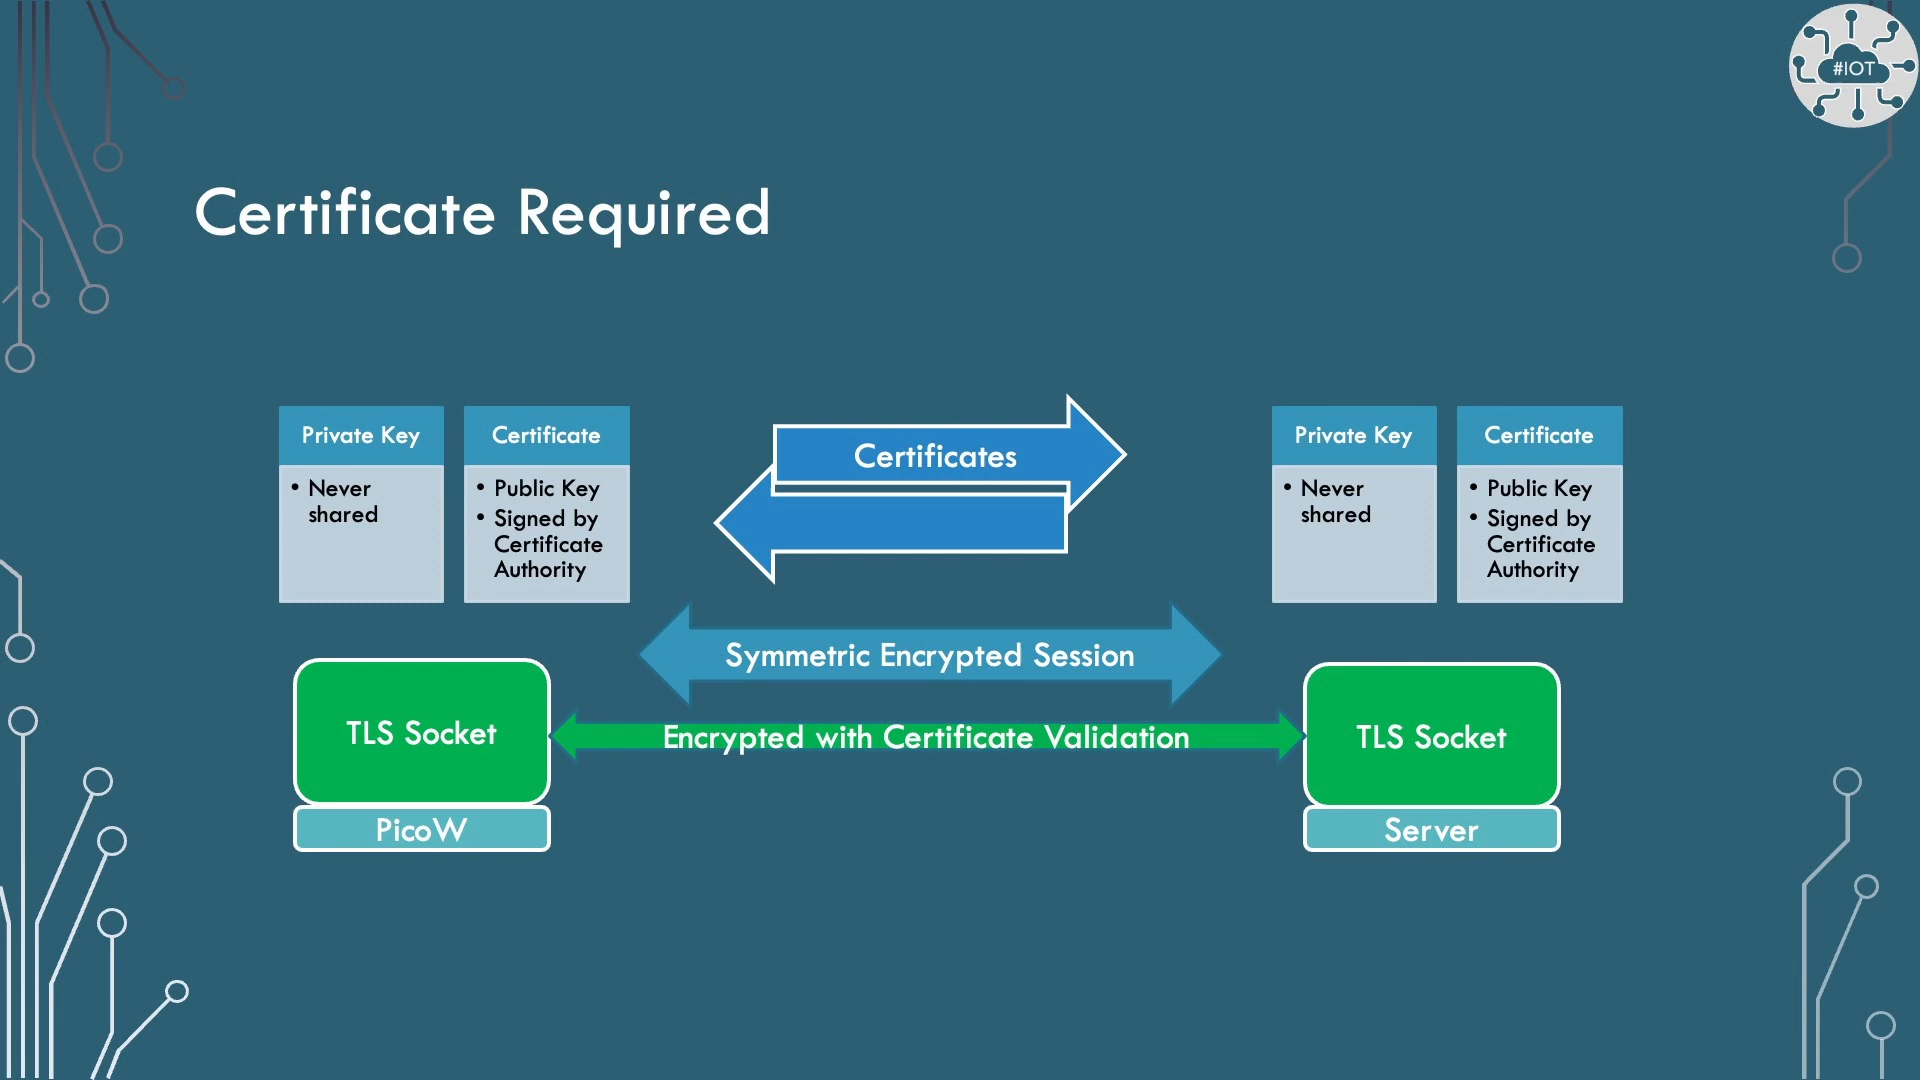 #IOT
Certificate Required
Private Key
• Never
shared
Certificate
• Public Key
• Signed by
Certificate
Authority
Certificates
Private Key
• Never
shared
Certificate
• Public Key
• Signed by
Certificate
Authority
Symmetric Encrypted Session
TLS Socket
Encrypted with Certificate Validation
TLS Socket
PicoW
Server